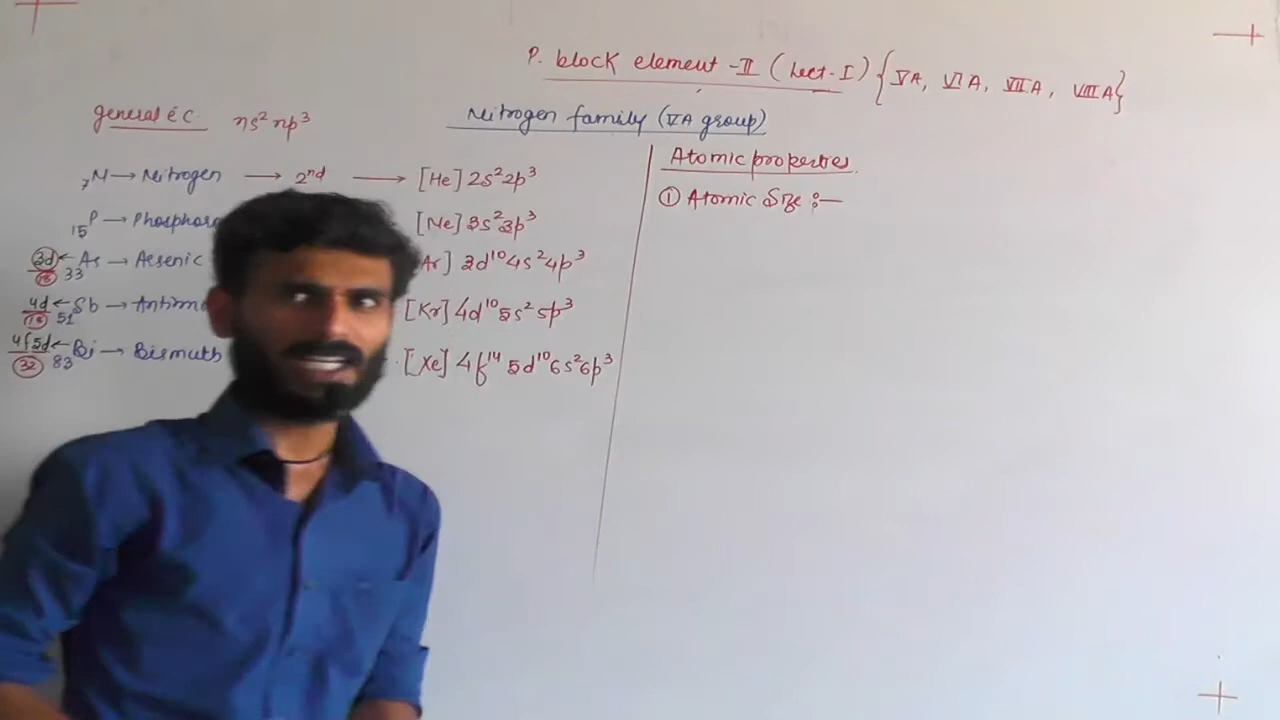 P. block element -II (Lect-I) {VA, VIA, VIIA, VIIIA}
general é C ns² np³
Nitrogen family (VA group)
₇N → Nitrogen → 2ⁿᵈ → [He] 2s² 2p³
₁₅P → Phosphor [Ne] 3s² 3p³
3d ← As → Arsenic Ar] 3d¹⁰ 4s² 4p³
18 33
4d ← Sb → Antimo [Kr] 4d¹⁰ 5s² 5p³
18 51
4f 5d ← Bi → Bismuth [Xe] 4f¹⁴ 5d¹⁰ 6s² 6p³
32 83
Atomic properties
① Atomic Size :—